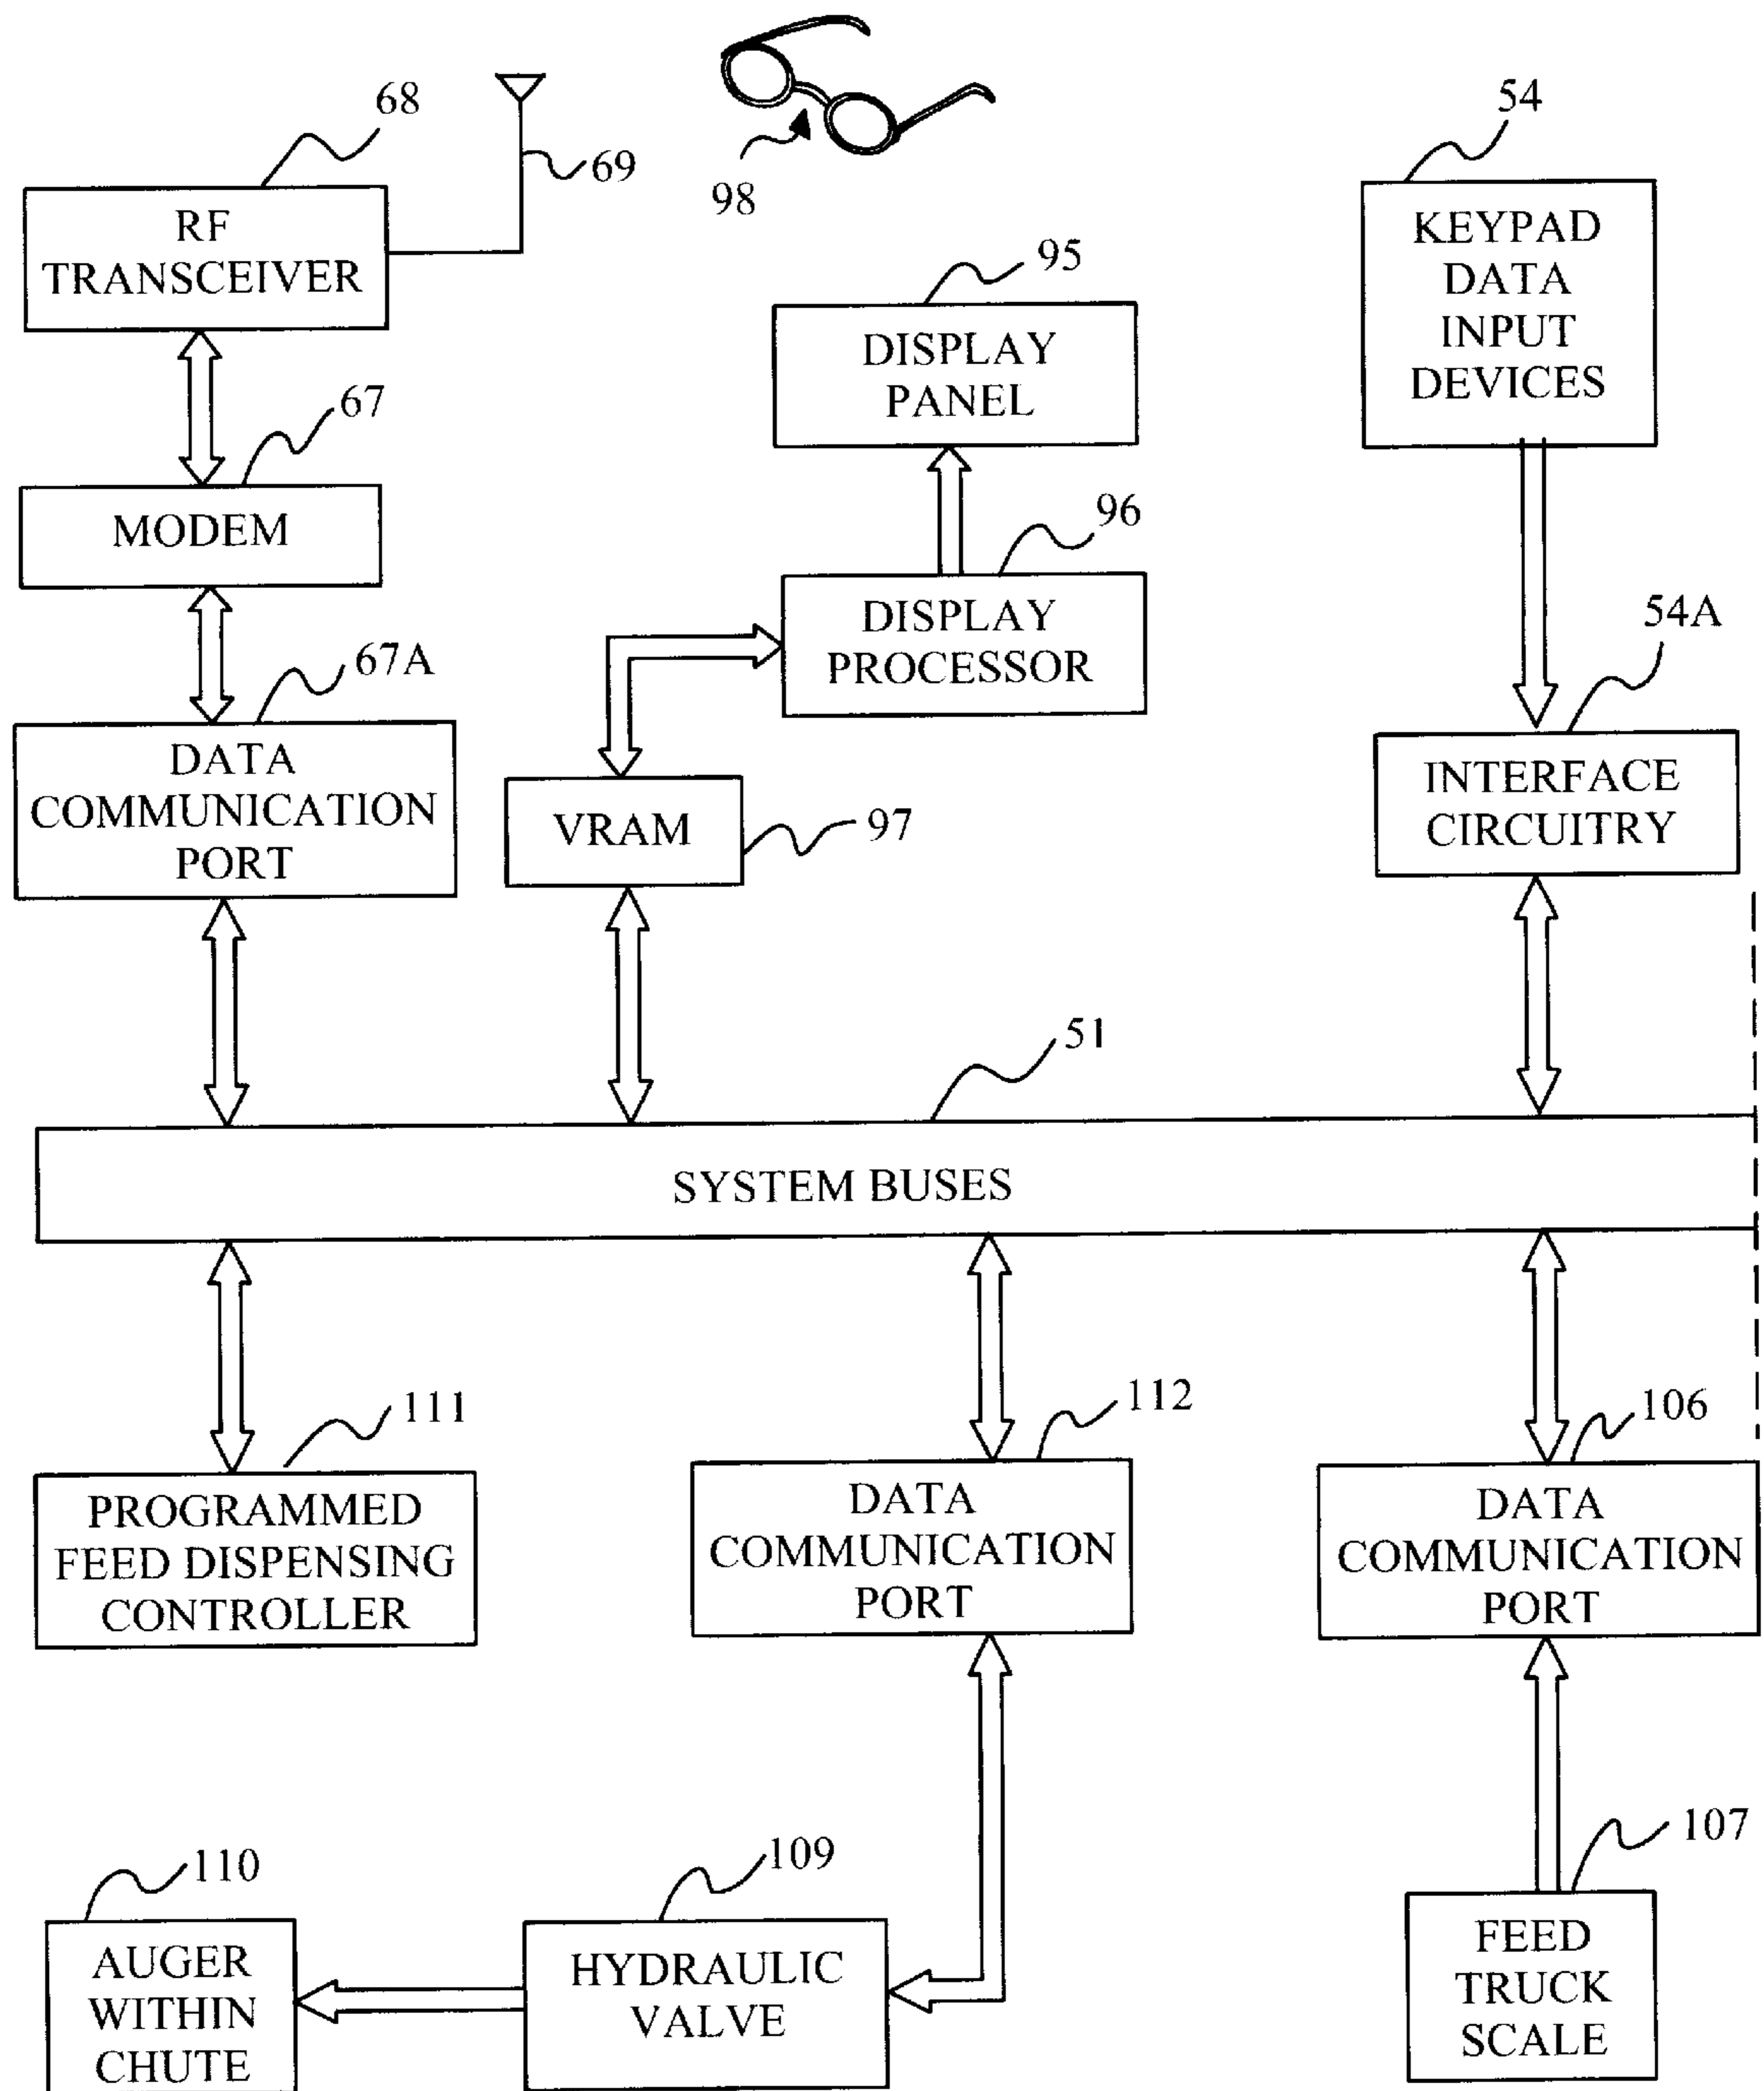 68
69
98
54
RF
TRANSCEIVER
95
KEYPAD
DATA
INPUT
DEVICES
DISPLAY
PANEL
67
MODEM
96
DISPLAY
PROCESSOR
67A
54A
DATA
COMMUNICATION
PORT
VRAM
97
INTERFACE
CIRCUITRY
51
SYSTEM BUSES
111
112
106
PROGRAMMED
FEED DISPENSING
CONTROLLER
DATA
COMMUNICATION
PORT
DATA
COMMUNICATION
PORT
110
109
107
AUGER
WITHIN
CHUTE
HYDRAULIC
VALVE
FEED
TRUCK
SCALE